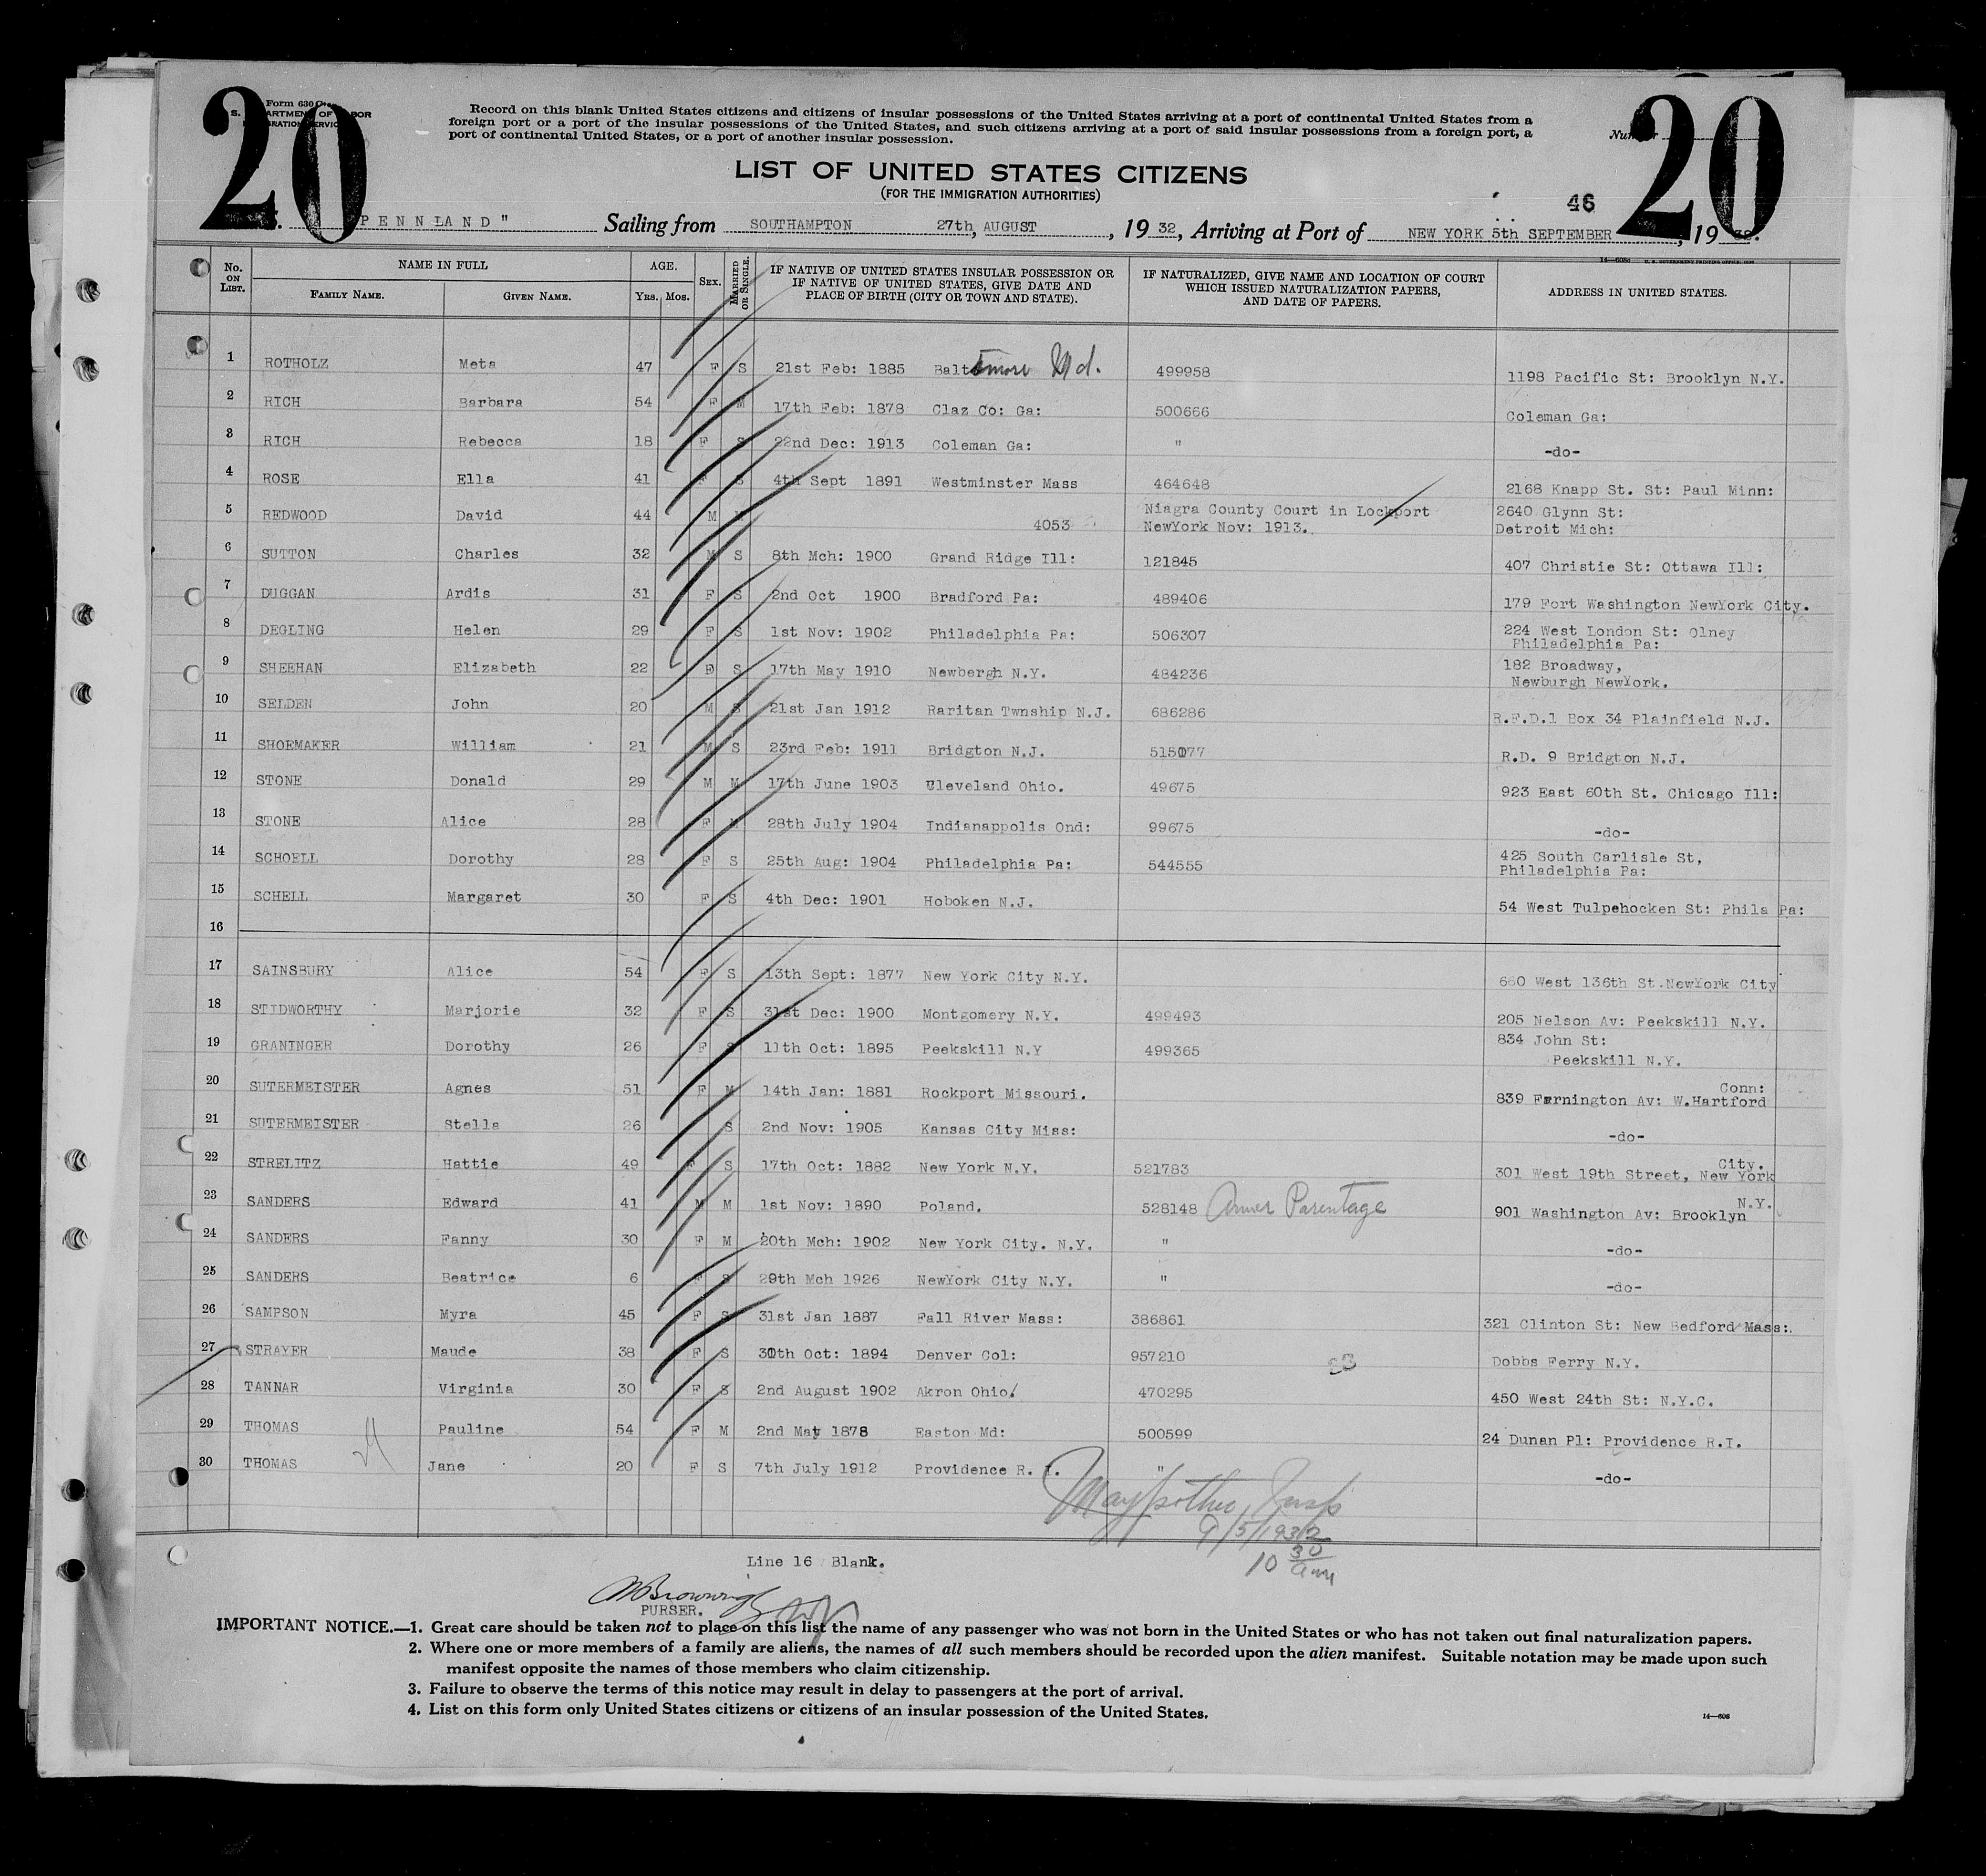 20
20
Form 630
Record on this blank United States citizens and citizens of insular possessions of the United States arriving at a port of continental United States from a
foreign port or a port of the insular possessions of the United States, and such citizens arriving at a port of said insular possessions from a foreign port, a
port of continental United States, or a port of another insular possession.
LIST OF UNITED STATES CITIZENS
(FOR THE IMMIGRATION AUTHORITIES)
46
PENNLAND" Sailing from SOUTHAMPTON 27th, AUGUST, 1932, Arriving at Port of NEW YORK 5th SEPTEMBER, 19
No. ON LIST.
NAME IN FULL
FAMILY NAME. GIVEN NAME.
AGE.
YRS. MOS.
SEX.
MARRIED OR SINGLE.
IF NATIVE OF UNITED STATES INSULAR POSSESSION OR
IF NATIVE OF UNITED STATES, GIVE DATE AND
PLACE OF BIRTH (CITY OR TOWN AND STATE).
IF NATURALIZED, GIVE NAME AND LOCATION OF COURT
WHICH ISSUED NATURALIZATION PAPERS,
AND DATE OF PAPERS.
ADDRESS IN UNITED STATES.
1 ROTHOLZ Meta 47 F S 21st Feb: 1885 Baltimore Md. 499958 1198 Pacific St: Brooklyn N.Y.
2 RICH Barbara 54 F M 17th Feb: 1878 Claz Co: Ga: 500666 Coleman Ga:
3 RICH Rebecca 18 F S 22nd Dec: 1913 Coleman Ga: " -do-
4 ROSE Ella 41 F S 4th Sept 1891 Westminster Mass 464648 2168 Knapp St. St: Paul Minn:
5 REDWOOD David 44 M M 4053 Niagra County Court in Lockport 2640 Glynn St:
NewYork Nov: 1913. Detroit Mich:
6 SUTTON Charles 32 M S 8th Mch: 1900 Grand Ridge Ill: 121845 407 Christie St: Ottawa Ill:
7 DUGGAN Ardis 31 F S 2nd Oct 1900 Bradford Pa: 489406 179 Fort Washington NewYork City.
8 DEGLING Helen 29 F S 1st Nov: 1902 Philadelphia Pa: 506307 224 West London St: Olney
Philadelphia Pa:
9 SHEEHAN Elizabeth 22 F S 17th May 1910 Newbergh N.Y. 484236 182 Broadway,
Newburgh NewYork.
10 SELDEN John 20 M S 21st Jan 1912 Raritan Twnship N.J. 686286 R.F.D.1 Box 34 Plainfield N.J.
11 SHOEMAKER William 21 M S 23rd Feb: 1911 Bridgton N.J. 515077 R.D. 9 Bridgton N.J.
12 STONE Donald 29 M M 17th June 1903 Cleveland Ohio. 49675 923 East 60th St. Chicago Ill:
13 STONE Alice 28 F M 28th July 1904 Indianappolis Ond: 99675 -do-
14 SCHOELL Dorothy 28 F S 25th Aug: 1904 Philadelphia Pa: 544555 425 South Carlisle St,
Philadelphia Pa:
15 SCHELL Margaret 30 F S 4th Dec: 1901 Hoboken N.J. 54 West Tulpehocken St: Phila Pa:
16
17 SAINSBURY Alice 54 F S 13th Sept: 1877 New York City N.Y. 660 West 136th St.NewYork City
18 STIDWORTHY Marjorie 32 F S 31st Dec: 1900 Montgomery N.Y. 499493 205 Nelson Av: Peekskill N.Y.
19 GRANINGER Dorothy 26 F S 11th Oct: 1895 Peekskill N.Y 499365 834 John St:
Peekskill N.Y.
20 SUTERMEISTER Agnes 51 F M 14th Jan: 1881 Rockport Missouri. Conn:
839 Farnington Av: W.Hartford
21 SUTERMEISTER Stella 26 S 2nd Nov: 1905 Kansas City Miss: -do-
22 STRELITZ Hattie 49 F S 17th Oct: 1882 New York N.Y. 521783 City.
301 West 19th Street, New York
23 SANDERS Edward 41 M M 1st Nov: 1890 Poland. 528148 Amer Parentage N.Y.
901 Washington Av: Brooklyn
24 SANDERS Fanny 30 F M 20th Mch: 1902 New York City. N.Y. " -do-
25 SANDERS Beatrice 6 F S 29th Mch 1926 NewYork City N.Y. " -do-
26 SAMPSON Myra 45 F S 31st Jan 1887 Fall River Mass: 386861 321 Clinton St: New Bedford Mass:
27 STRAYER Maude 38 F S 30th Oct: 1894 Denver Col: 957210 Dobbs Ferry N.Y.
28 TANNAR Virginia 30 F S 2nd August 1902 Akron Ohio. 470295 450 West 24th St: N.Y.C.
29 THOMAS Pauline 54 F M 2nd May 1878 Easton Md: 500599 24 Dunan Pl: Providence R.I.
30 THOMAS Jane 20 F S 7th July 1912 Providence R. I. " -do-
9/5/1932
10 30 am
Line 16 Blank.
PURSER.
IMPORTANT NOTICE.—1. Great care should be taken not to place on this list the name of any passenger who was not born in the United States or who has not taken out final naturalization papers.
2. Where one or more members of a family are aliens, the names of all such members should be recorded upon the alien manifest. Suitable notation may be made upon such
manifest opposite the names of those members who claim citizenship.
3. Failure to observe the terms of this notice may result in delay to passengers at the port of arrival.
4. List on this form only United States citizens or citizens of an insular possession of the United States.
14—608